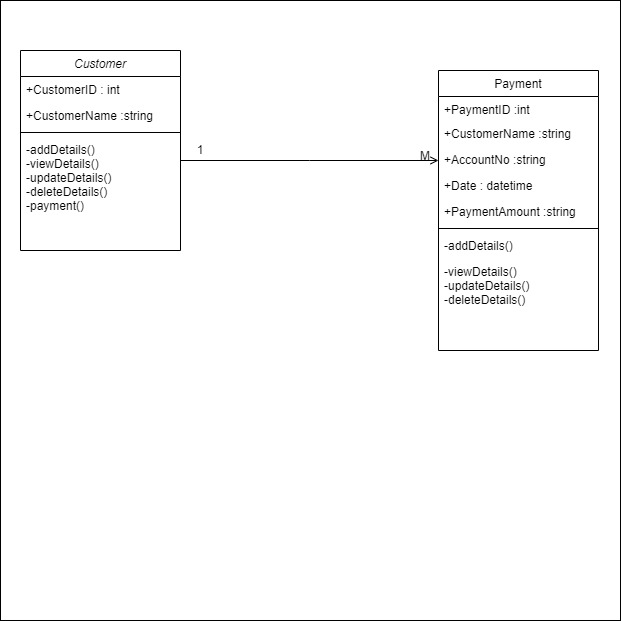 Customer
+CustomerID : int
+CustomerName :string
-addDetails()
-viewDetails()
-updateDetails()
-deleteDetails()
-payment()
1
M
Payment
+PaymentID :int
+CustomerName :string
+AccountNo :string
+Date : datetime
+PaymentAmount :string
-addDetails()
-viewDetails()
-updateDetails()
-deleteDetails()